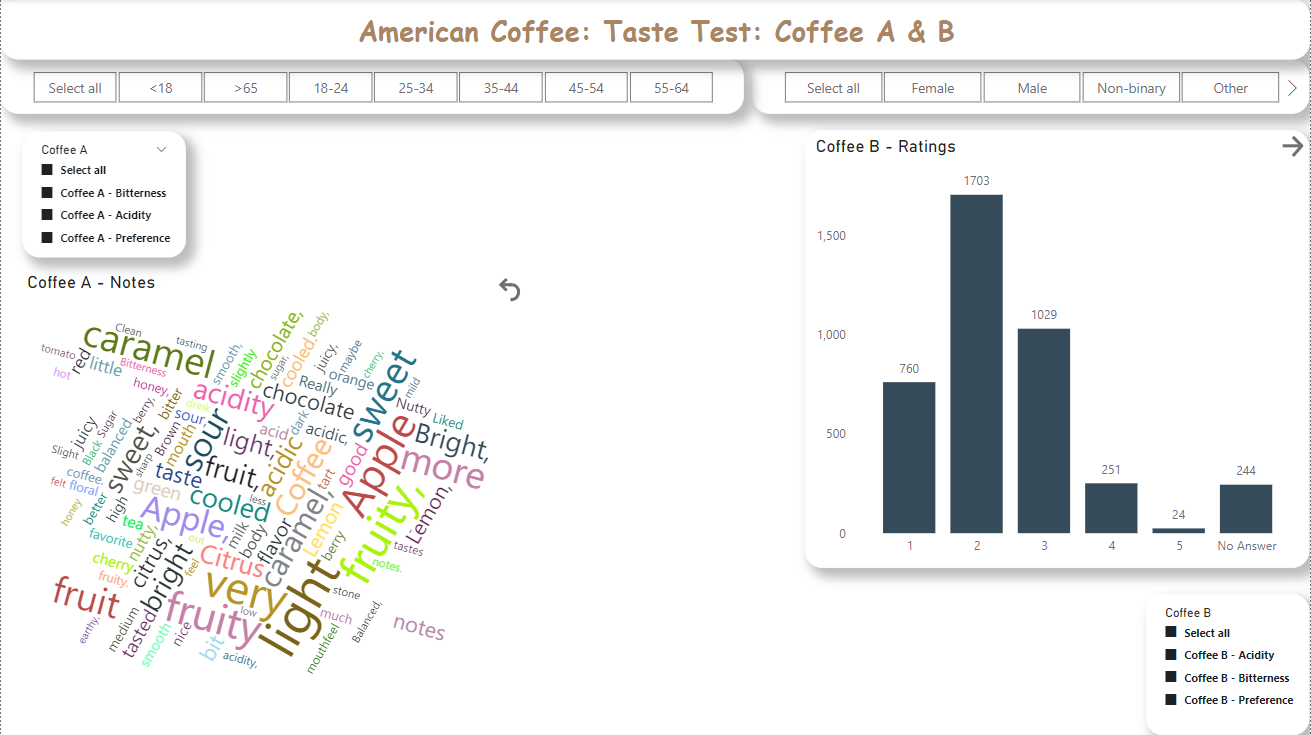 American Coffee: Taste Test: Coffee A & B
Select all <18 >65 18-24 25-34 35-44 45-54 55-64
Select all Female Male Non-binary Other
Coffee A
Select all
Coffee A - Bitterness
Coffee A - Acidity
Coffee A - Preference
Coffee A - Notes
Clean
caramel
tasting
tomato
red
little
Bitterness
hot
honey,
smooth,
slightly
chocolate,
body,
sugar,
cooled.
juicy,
maybe
cherry,
orange
Really
sweet
mild
acidity
chocolate
Nutty
Liked
bitter
drink
berry,
sour,
sour
Sugar
juicy
Slight
Black
balanced
sweet,
Brown
mouth
sharp
light,
acid
dark
acidic,
acidic
Apple
Bright,
more
good
coffee.
felt
floral
taste
fruit,
Coffee
tart
honey
better
green
cooled
less
caramel,
Lemon,
fruity,
high
tea
Apple,
milk
body
flavor
Lemon
berry
tastes
notes.
favorite
nutty,
out
citrus,
cherry
Citrus
feel
bright
fruity.
very
light
stone
fruit
fruity
low
much
Balanced,
notes
earthy,
medium
tasted
smooth
nice
bit
acidity,
mouthfeel
Coffee B - Ratings
1703
1,500
1029
1,000
760
500
251
24
244
0
1 2 3 4 5 No Answer
Coffee B
Select all
Coffee B - Acidity
Coffee B - Bitterness
Coffee B - Preference